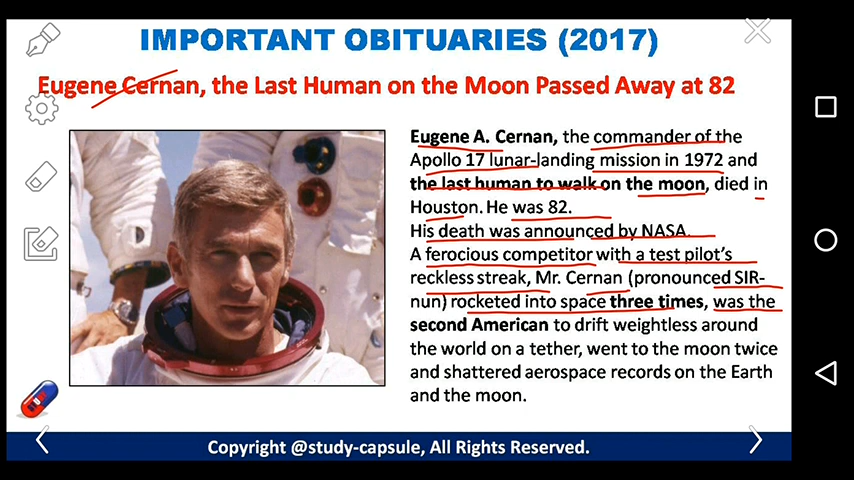 IMPORTANT OBITUARIES (2017)
Eugene Cernan, the Last Human on the Moon Passed Away at 82
Eugene A. Cernan, the commander of the
Apollo 17 lunar-landing mission in 1972 and
the last human to walk on the moon, died in
Houston. He was 82.
His death was announced by NASA.
A ferocious competitor with a test pilot's
reckless streak, Mr. Cernan (pronounced SIR-
nun) rocketed into space three times, was the
second American to drift weightless around
the world on a tether, went to the moon twice
and shattered aerospace records on the Earth
and the moon.
Copyright @study-capsule, All Rights Reserved.